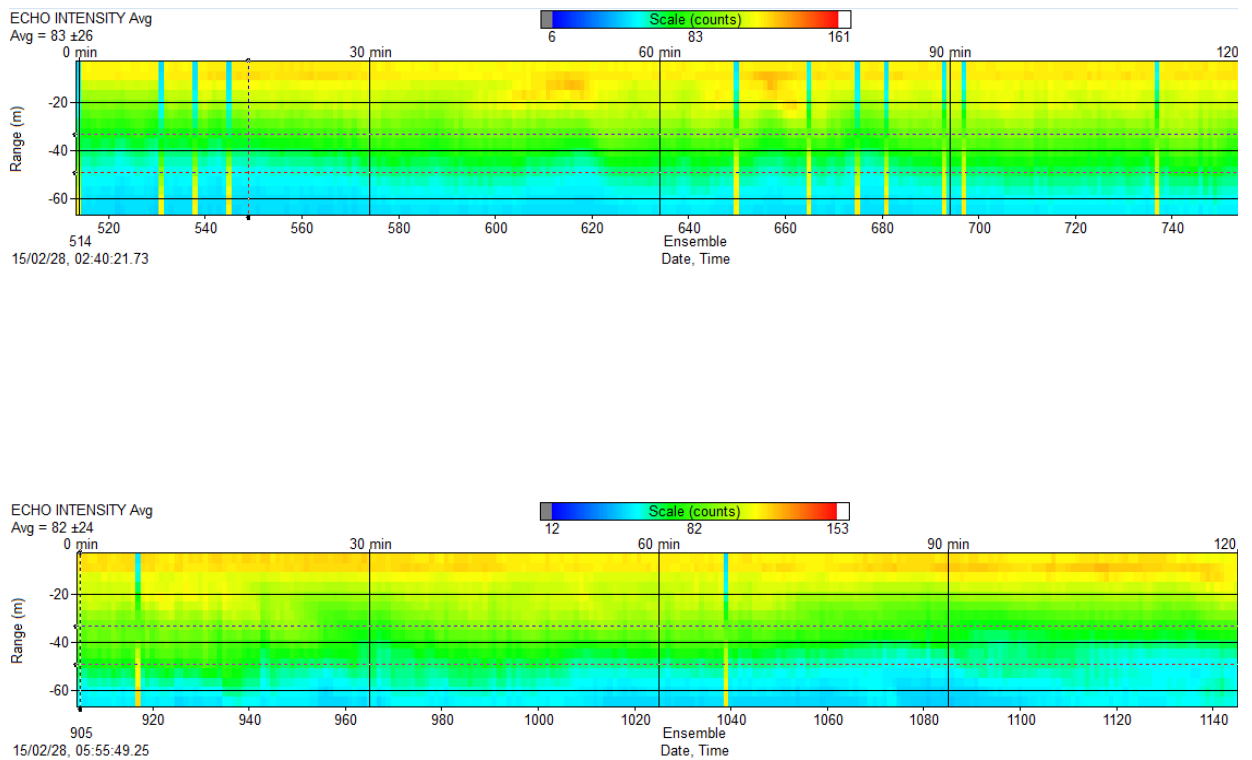 ECHO INTENSITY Avg
Scale (counts)
Avg = 83 ±26
6 83 161
0 min 30 min 60 min 90 min 120
Range (m)
-20
-40
-60
520 540 560 580 600 620 640 660 680 700 720 740
514 Ensemble
15/02/28, 02:40:21.73 Date, Time
ECHO INTENSITY Avg
Scale (counts)
Avg = 82 ±24
12 82 153
0 min 30 min 60 min 90 min 120
Range (m)
-20
-40
-60
920 940 960 980 1000 1020 1040 1060 1080 1100 1120 1140
905 Ensemble
15/02/28, 05:55:49.25 Date, Time